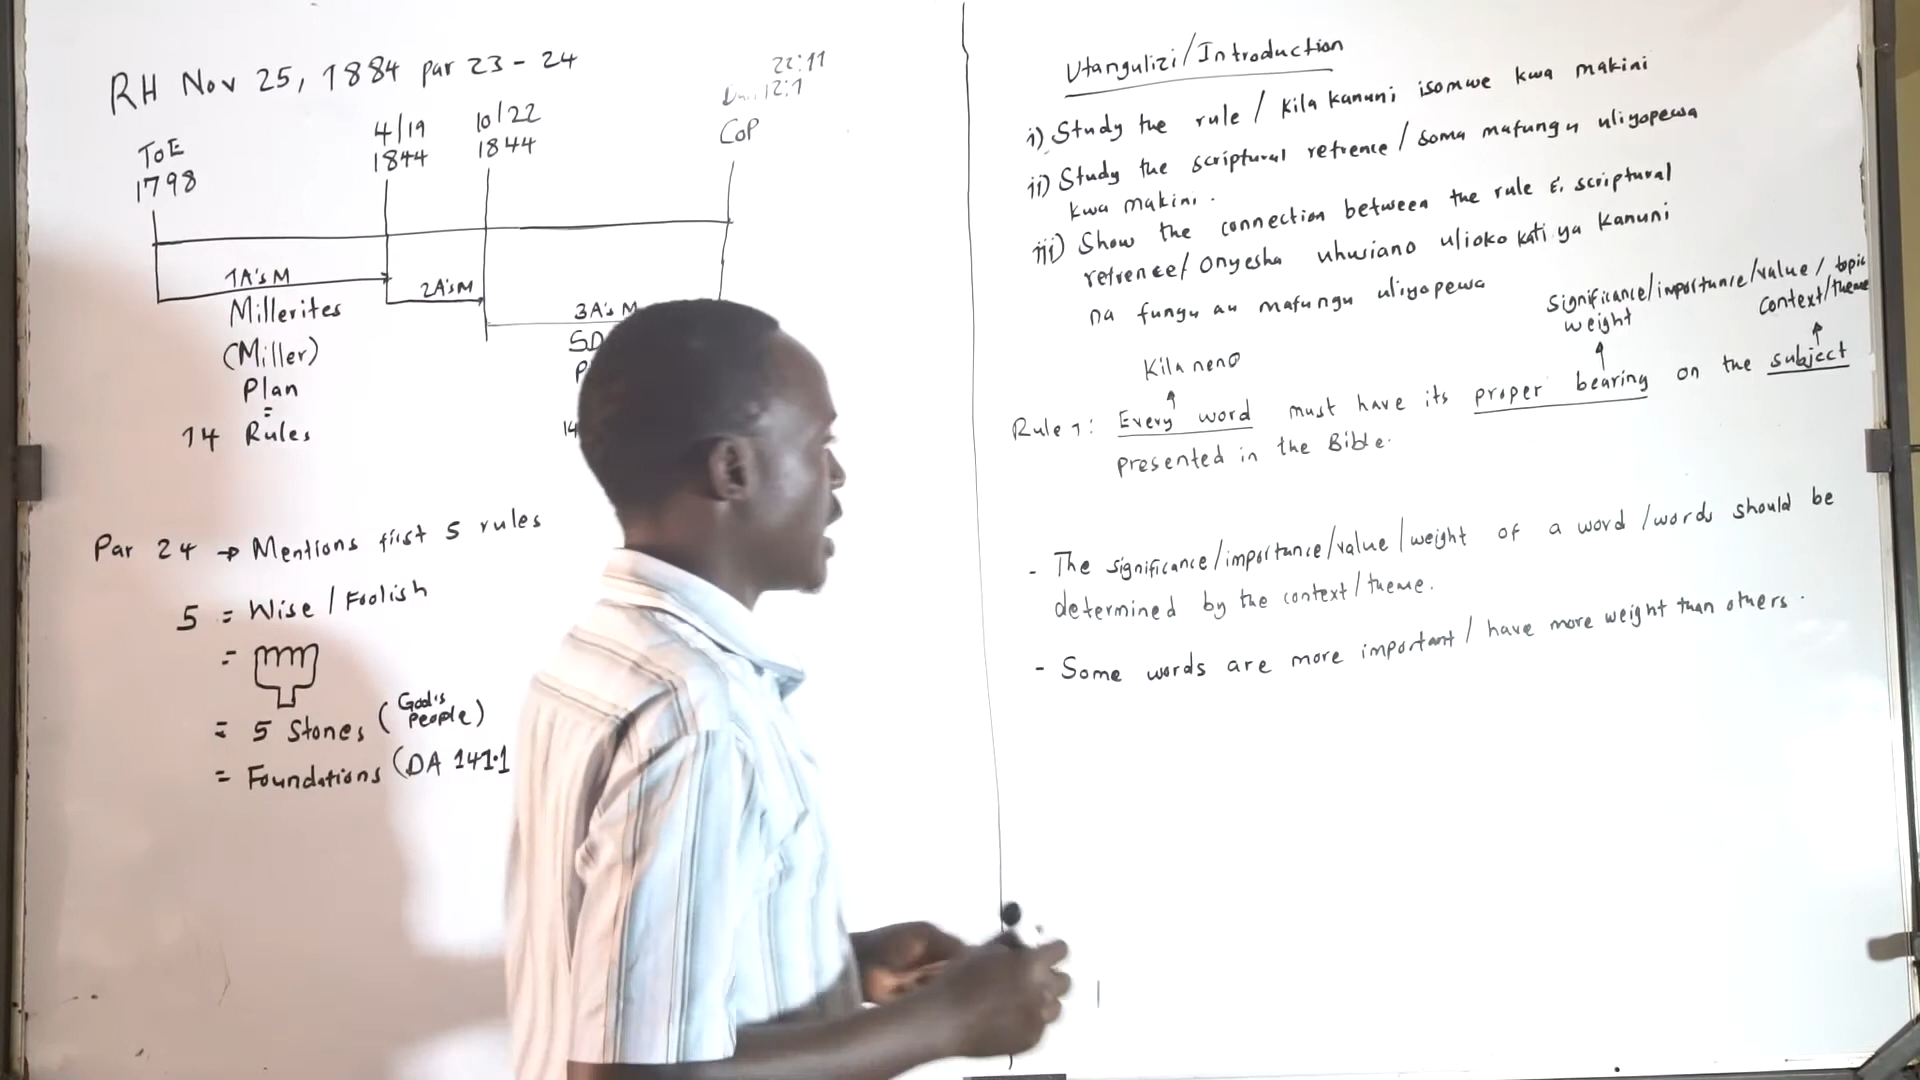 RH Nov 25, 1884 par 23 - 24
ToE
1798
4/19
1844
10/22
1844
22:11
12:1
CoP
1A's M
2A's M
3A's M
Millerites
(Miller)
Plan
=
14 Rules
SD
P
14
Par 24 → Mentions first 5 rules
5 = Wise / Foolish
=
= 5 Stones (God's People)
= Foundations (DA 141.1
Utangulizi/Introduction
i) Study the rule / Kila kanuni isomwe kwa makini
ii) Study the scriptural refrence / Soma mafungu uliyopewa
kwa makini.
iii) Show the connection between the rule & scriptural
refrence/ Onyesha uhusiano ulioko kati ya Kanuni
na fungu au mafungu uliyopewa
Significance/importance/value/
weight
topic
context/theme
Kila neno
Rule 1: Every word must have its proper bearing on the subject
presented in the Bible.
- The significance/importance/value/weight of a word /words should be
determined by the context/theme.
- Some words are more important/ have more weight than others.